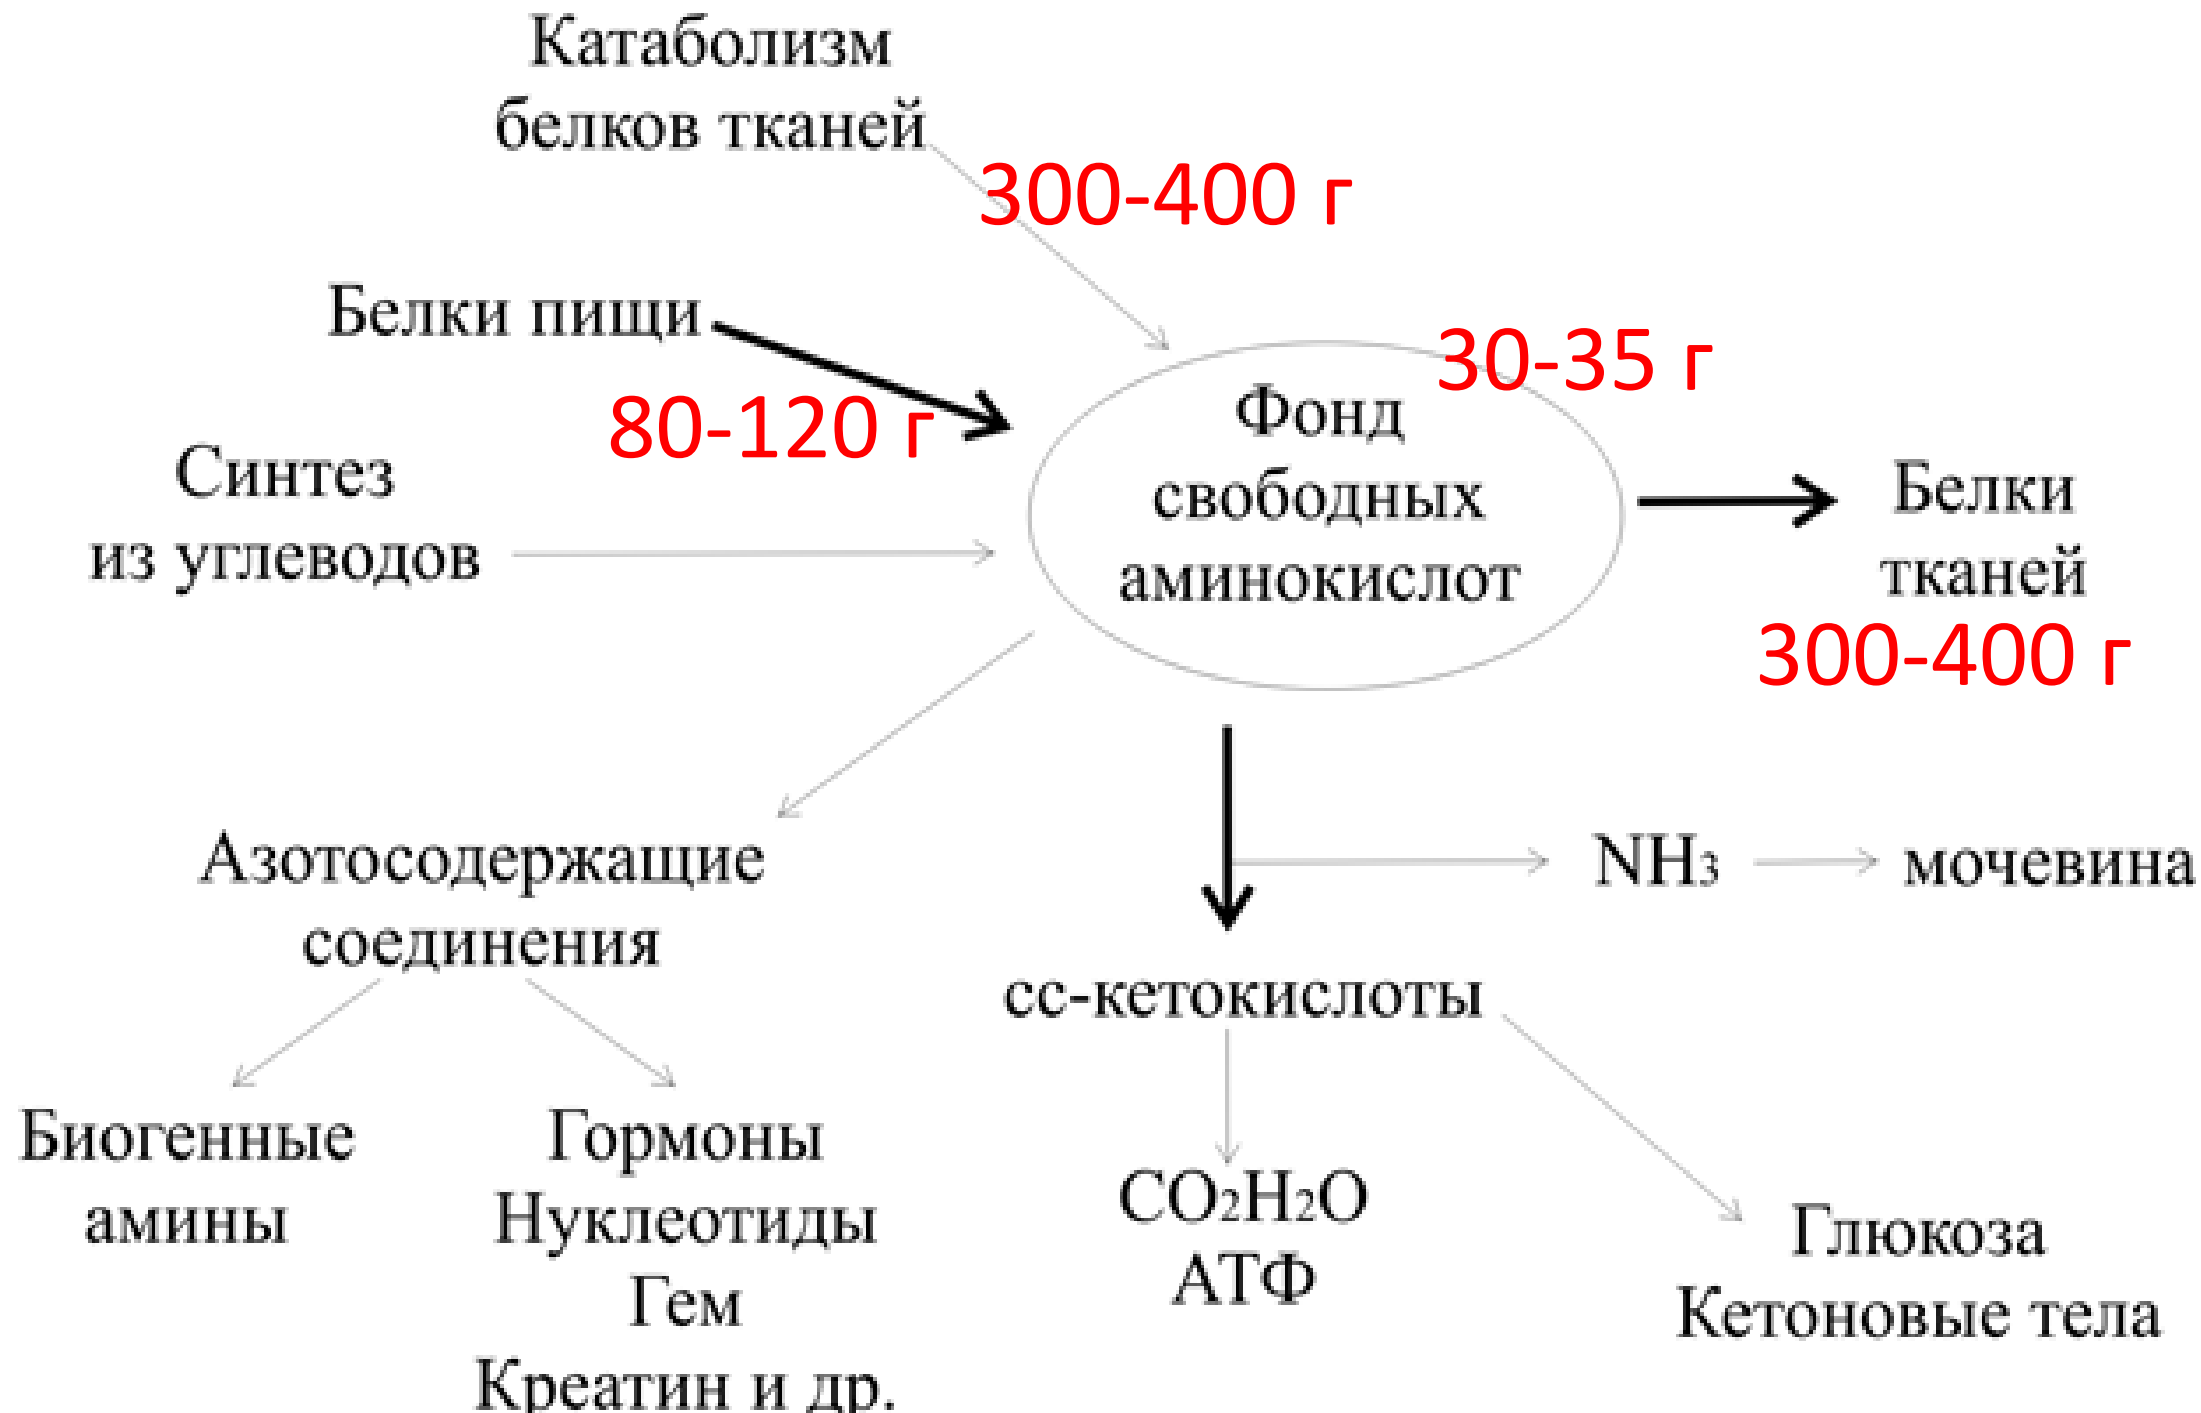 Катаболизм
белков тканей
300-400 г
Белки пищи
80-120 г
30-35 г
Синтез
из углеводов
Фонд
свободных
аминокислот
Белки
тканей
300-400 г
Азотосодержащие
соединения
NH₃
мочевина
сс-кетокислоты
Биогенные
амины
Гормоны
Нуклеотиды
Гем
Креатин и др.
CO₂H₂O
АТФ
Глюкоза
Кетоновые тела